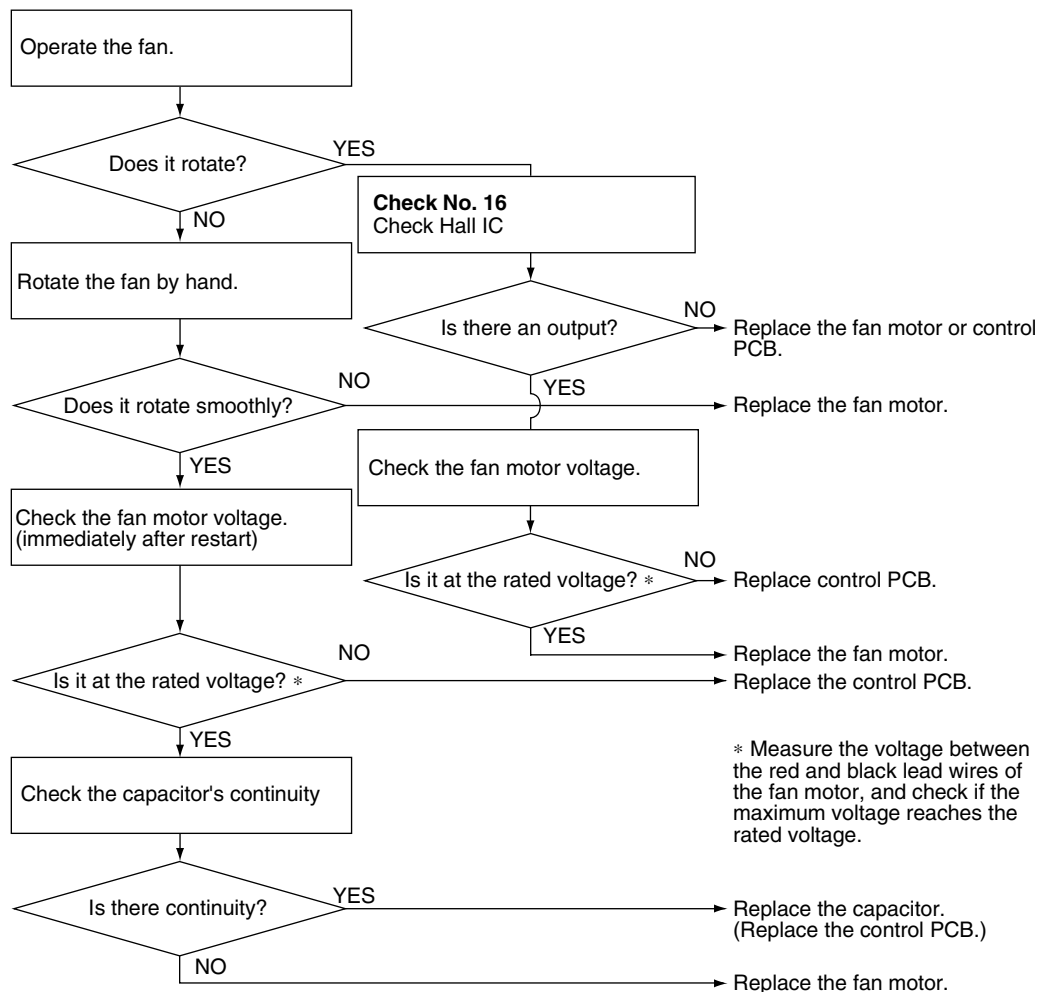 Operate the fan.
Does it rotate?
YES
NO
Check No. 16
Check Hall IC
Rotate the fan by hand.
Is there an output?
NO
Replace the fan motor or control
PCB.
YES
Does it rotate smoothly?
NO
Replace the fan motor.
YES
Check the fan motor voltage.
Check the fan motor voltage.
(immediately after restart)
Is it at the rated voltage? *
NO
Replace control PCB.
YES
Replace the fan motor.
Is it at the rated voltage? *
NO
Replace the control PCB.
YES
* Measure the voltage between
the red and black lead wires of
the fan motor, and check if the
maximum voltage reaches the
rated voltage.
Check the capacitor's continuity
Is there continuity?
YES
Replace the capacitor.
(Replace the control PCB.)
NO
Replace the fan motor.